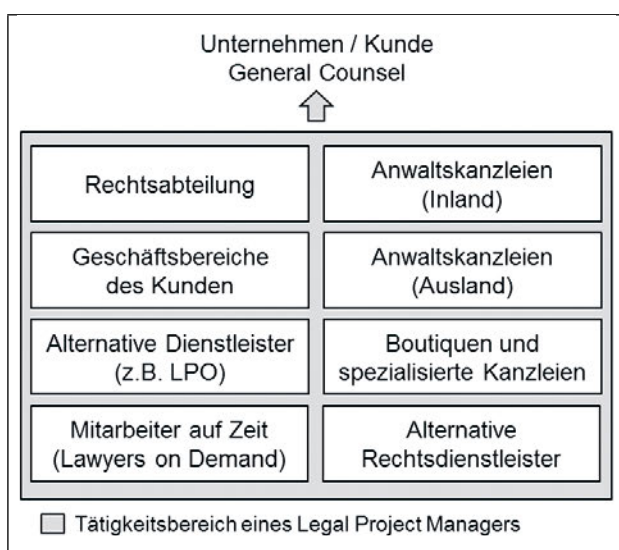 Unternehmen / Kunde
General Counsel
Rechtsabteilung
Anwaltskanzleien
(Inland)
Geschäftsbereiche
des Kunden
Anwaltskanzleien
(Ausland)
Alternative Dienstleister
(z.B. LPO)
Boutiquen und
spezialisierte Kanzleien
Mitarbeiter auf Zeit
(Lawyers on Demand)
Alternative
Rechtsdienstleister
Tätigkeitsbereich eines Legal Project Managers